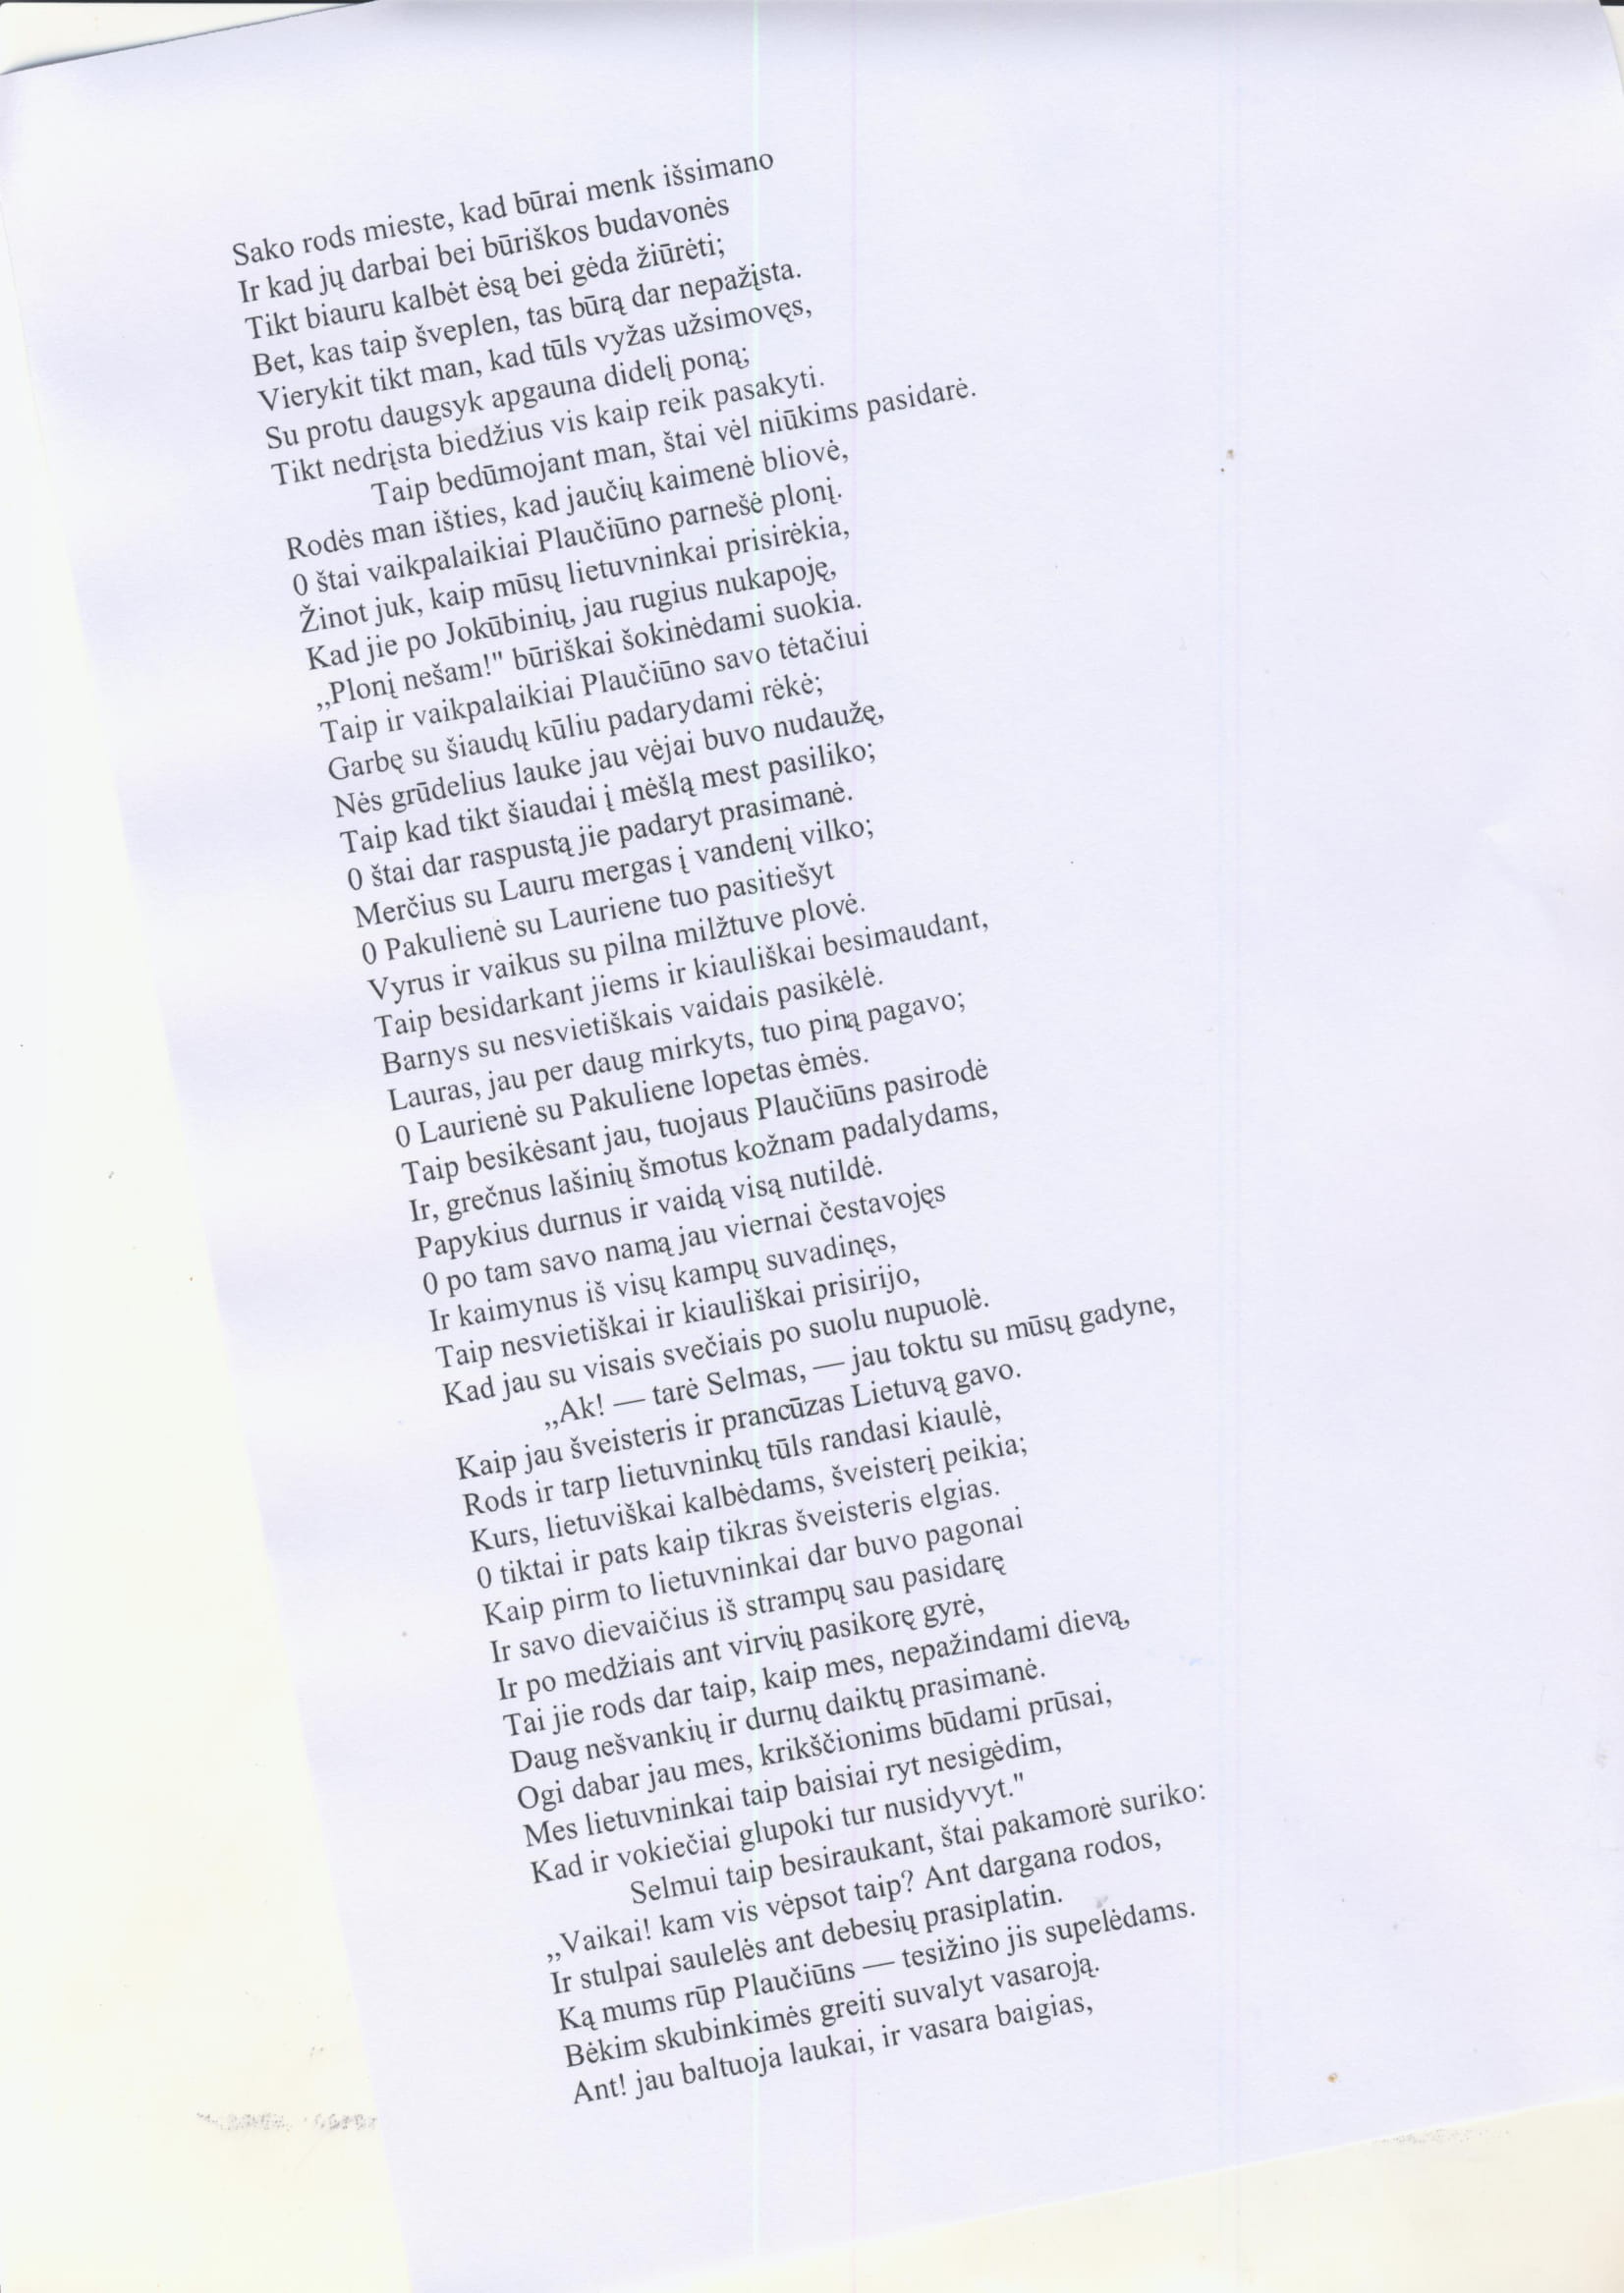 Sako rods mieste, kad būrai menk išsimano
Ir kad jų darbai bei būriškos budavonės
Tikt biauru kalbėt ėsą bei gėda žiūrėti;
Bet, kas taip šveplen, tas būrą dar nepažįsta.
Vierykit tikt man, kad tūls vyžas užsimovęs,
Su protu daugsyk apgauna didelį poną;
Tikt nedrįsta biedžius vis kaip reik pasakyti.
Taip bedūmojant man, štai vėl niūkims pasidarė.
Rodės man išties, kad jaučių kaimenė bliovė,
0 štai vaikpalaikiai Plaučiūno parnešė plonį.
Žinot juk, kaip mūsų lietuvninkai prisirėkia,
Kad jie po Jokūbinių, jau rugius nukapoję,
„Plonį nešam!" būriškai šokinėdami suokia.
Taip ir vaikpalaikiai Plaučiūno savo tėtačiui
Garbę su šiaudų kūliu padarydami rėkė;
Nės grūdelius lauke jau vėjai buvo nudaužę,
Taip kad tikt šiaudai į mėšlą mest pasiliko;
0 štai dar raspustą jie padaryt prasimanė.
Merčius su Lauru mergas į vandenį vilko;
0 Pakulienė su Lauriene tuo pasitiešyt
Vyrus ir vaikus su pilna milžtuve plovė.
Taip besidarkant jiems ir kiauliškai besimaudant,
Barnys su nesvietiškais vaidais pasikėlė.
Lauras, jau per daug mirkyts, tuo piną pagavo;
0 Laurienė su Pakuliene lopetas ėmės.
Taip besikėsant jau, tuojaus Plaučiūns pasirodė
Ir, grečnus lašinių šmotus kožnam padalydams,
Papykius durnus ir vaidą visą nutildė.
0 po tam savo namą jau viernai čestavojęs
Ir kaimynus iš visų kampų suvadinęs,
Taip nesvietiškai ir kiauliškai prisirijo,
Kad jau su visais svečiais po suolu nupuolė.
„Ak! — tarė Selmas, — jau toktu su mūsų gadyne,
Kaip jau šveisteris ir prancūzas Lietuvą gavo.
Rods ir tarp lietuvninkų tūls randasi kiaulė,
Kurs, lietuviškai kalbėdams, šveisterį peikia;
0 tiktai ir pats kaip tikras šveisteris elgias.
Kaip pirm to lietuvninkai dar buvo pagonai
Ir savo dievaičius iš strampų sau pasidarę
Ir po medžiais ant virvių pasikorę gyrė,
Tai jie rods dar taip, kaip mes, nepažindami dievą,
Daug nešvankių ir durnų daiktų prasimanė.
Ogi dabar jau mes, krikščionims būdami prūsai,
Mes lietuvninkai taip baisiai ryt nesigėdim,
Kad ir vokiečiai glupoki tur nusidyvyt."
Selmui taip besiraukant, štai pakamorė suriko:
„Vaikai! kam vis vėpsot taip? Ant dargana rodos,
Ir stulpai saulelės ant debesių prasiplatin.
Ką mums rūp Plaučiūns — tesižino jis supelėdams.
Bėkim skubinkimės greiti suvalyt vasaroją.
Ant! jau baltuoja laukai, ir vasara baigias,